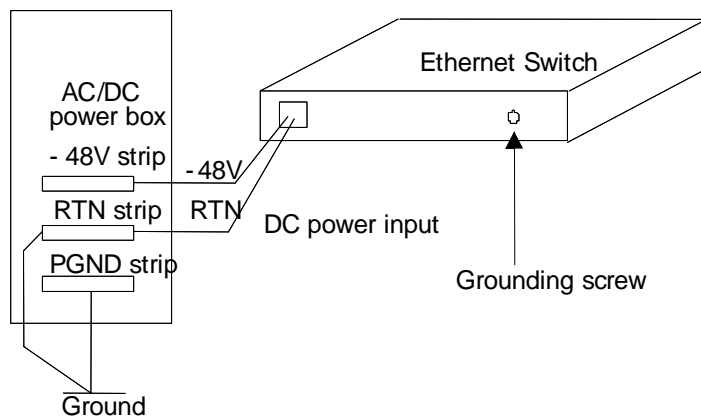 Ethernet Switch
AC/DC
power box
- 48V strip
- 48V
RTN strip
RTN
DC power input
PGND strip
Grounding screw
Ground